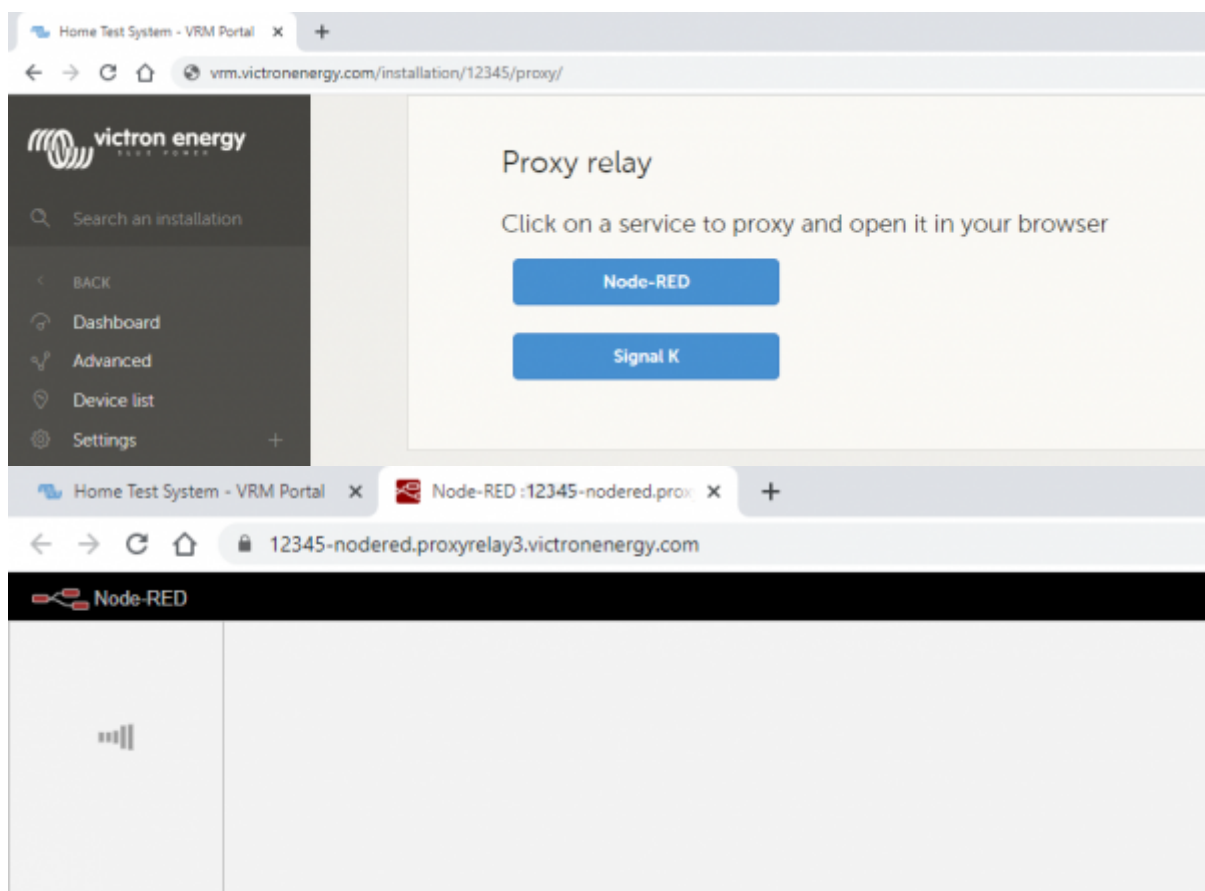 Home Test System - VRM Portal
vrm.victronenergy.com/installation/12345/proxy/
victron energy
BLUE POWER
Search an installation
BACK
Dashboard
Advanced
Device list
Settings
Proxy relay
Click on a service to proxy and open it in your browser
Node-RED
Signal K
Home Test System - VRM Portal
Node-RED :12345-nodered.prox
12345-nodered.proxyrelay3.victronenergy.com
Node-RED